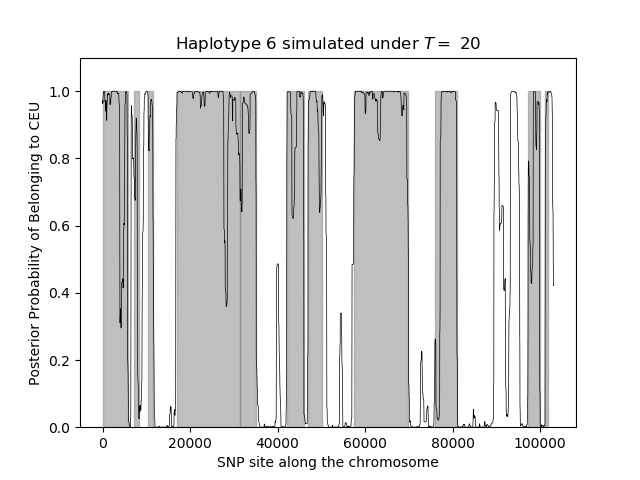 Haplotype 6 simulated under T = 20
Posterior Probability of Belonging to CEU
1.0
0.8
0.6
0.4
0.2
0.0
0 20000 40000 60000 80000 100000
SNP site along the chromosome